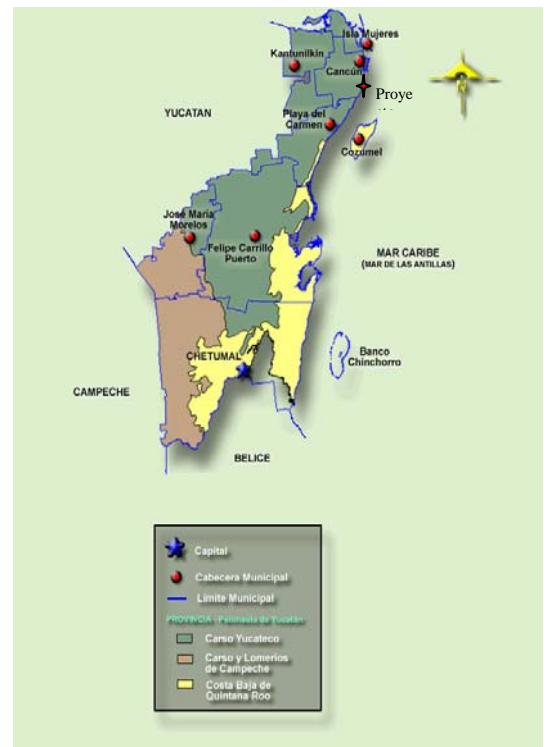 Isla Mujeres
Kantunilkin
Cancún
Proye
YUCATAN
Playa del
Carmen
Cozumel
José María
Morelos
Felipe Carrillo
Puerto
MAR CARIBE
(MAR DE LAS ANTILLAS)
CHETUMAL
Banco
Chinchorro
CAMPECHE
BELICE
Capital
Cabecera Municipal
Límite Municipal
PROVINCIA - Península de Yucatán
Carso Yucateco
Carso y Lomeríos
de Campeche
Costa Baja de
Quintana Roo